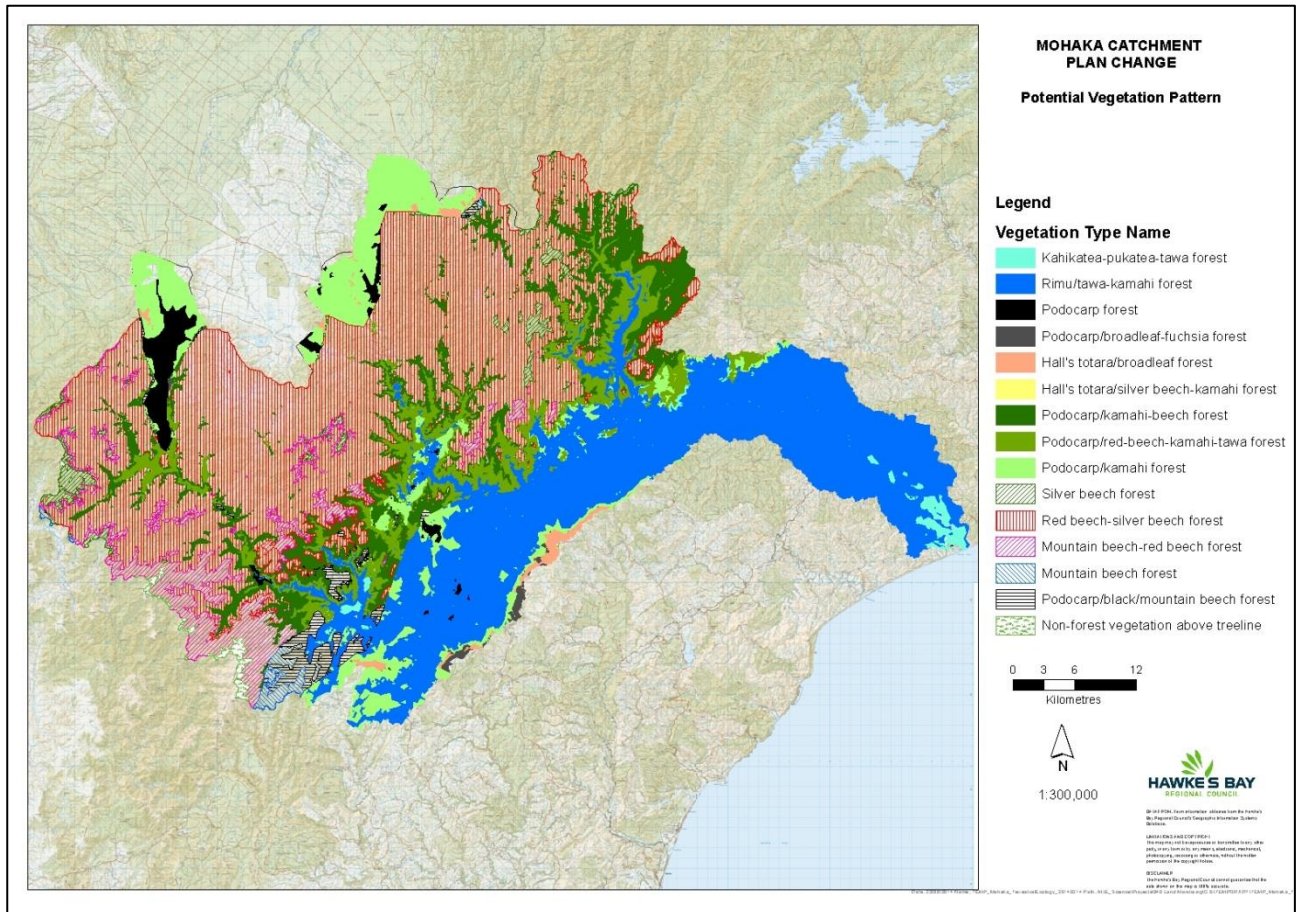 MOHAKA CATCHMENT
PLAN CHANGE
Potential Vegetation Pattern
Legend
Vegetation Type Name
Kahikatea-pukatea-tawa forest
Rimu/tawa-kamahi forest
Podocarp forest
Podocarp/broadleaf-fuchsia forest
Hall's totara/broadleaf forest
Hall's totara/silver beech-kamahi forest
Podocarp/kamahi-beech forest
Podocarp/red-beech-kamahi-tawa forest
Podocarp/kamahi forest
Silver beech forest
Red beech-silver beech forest
Mountain beech-red beech forest
Mountain beech forest
Podocarp/black/mountain beech forest
Non-forest vegetation above treeline
0 3 6 12
Kilometres
N
1:300,000
HAWKE'S BAY
REGIONAL COUNCIL
LIMITATIONS AND COPYRIGHT
DISCLAIMER